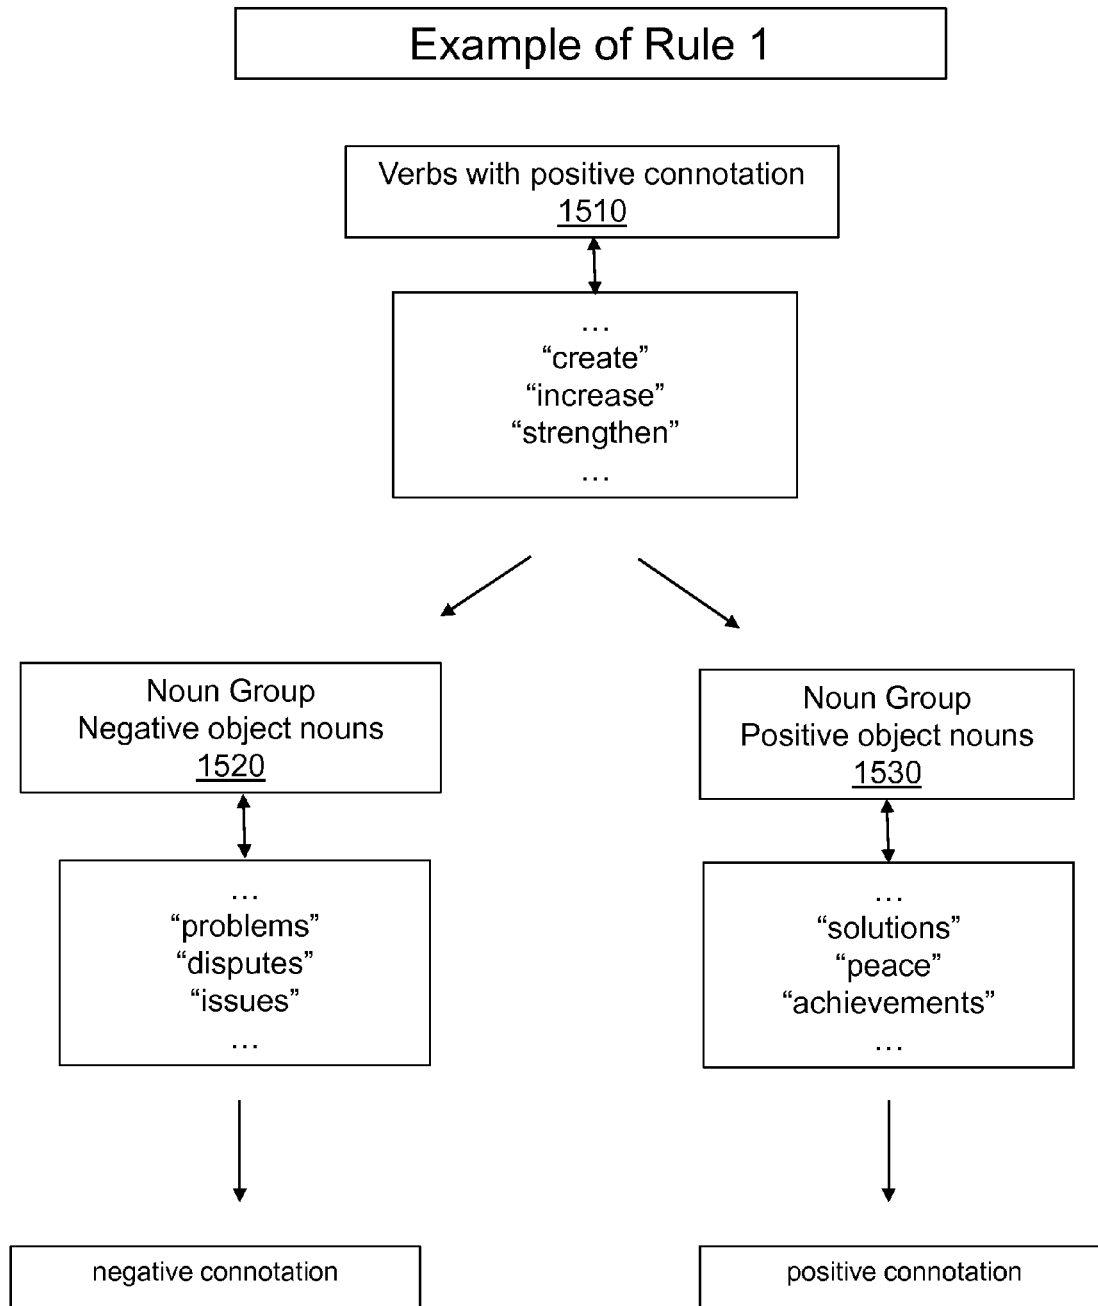 Example of Rule 1
Verbs with positive connotation
1510
...
“create”
“increase”
“strengthen”
...
Noun Group
Negative object nouns
1520
...
“problems”
“disputes”
“issues”
...
negative connotation
Noun Group
Positive object nouns
1530
...
“solutions”
“peace”
“achievements”
...
positive connotation